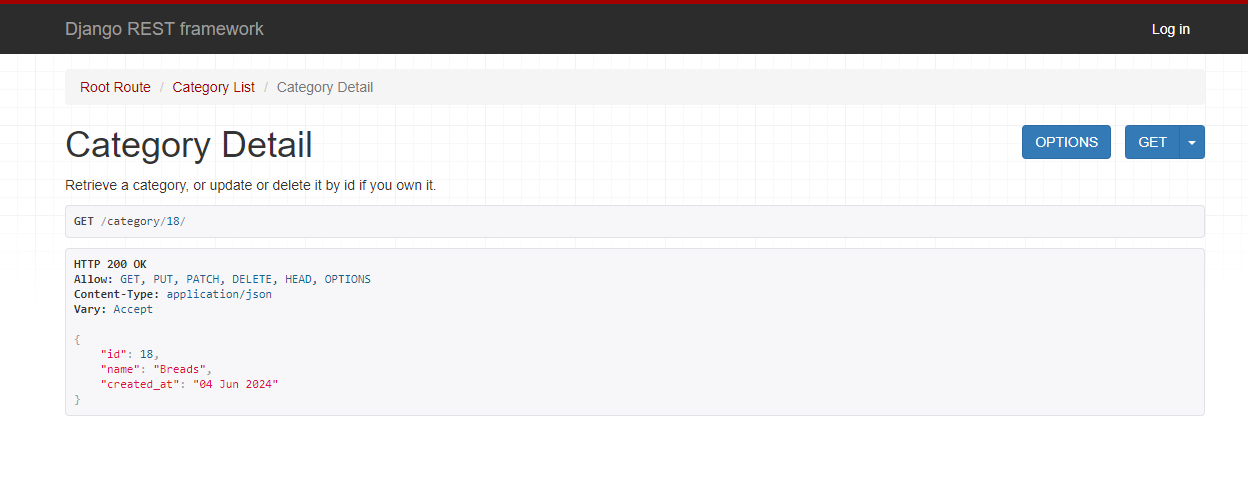 Django REST framework
Log in
Root Route / Category List / Category Detail
Category Detail
OPTIONS
GET
Retrieve a category, or update or delete it by id if you own it.
GET /category/18/
HTTP 200 OK
Allow: GET, PUT, PATCH, DELETE, HEAD, OPTIONS
Content-Type: application/json
Vary: Accept
{
    "id": 18,
    "name": "Breads",
    "created_at": "04 Jun 2024"
}